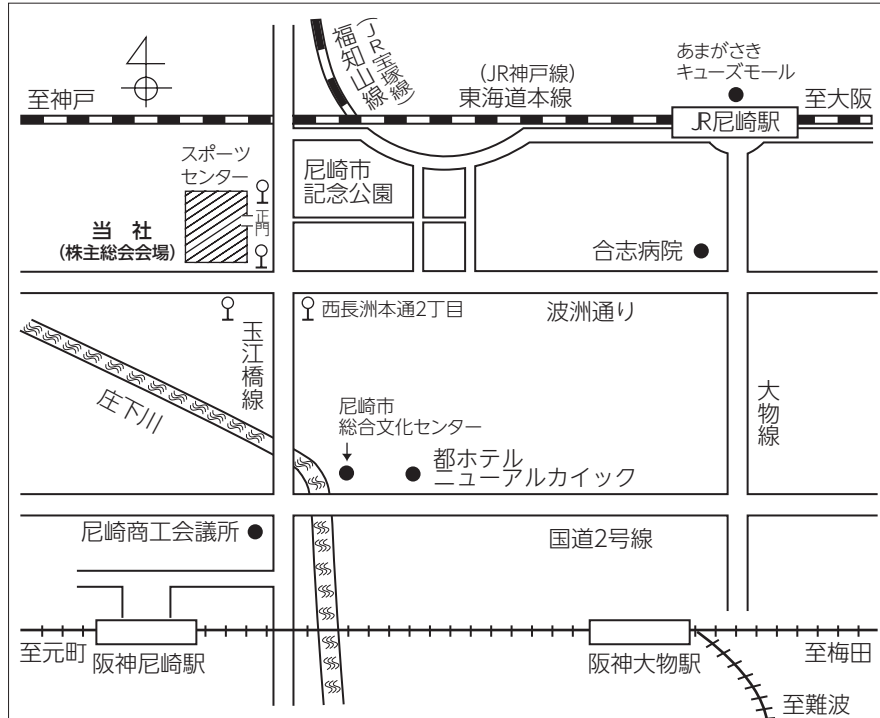 (JR宝塚線)
福知山線
(JR神戸線)
東海道本線
あまがさき
キューズモール
至神戸
至大阪
JR尼崎駅
スポーツ
センター
正門
当　社
(株主総会会場)
尼崎市
記念公園
合志病院
西長洲本通2丁目
波洲通り
玉江橋線
大物線
庄下川
尼崎市
総合文化センター
都ホテル
ニューアルカイック
尼崎商工会議所
国道2号線
至元町
阪神尼崎駅
阪神大物駅
至梅田
至難波